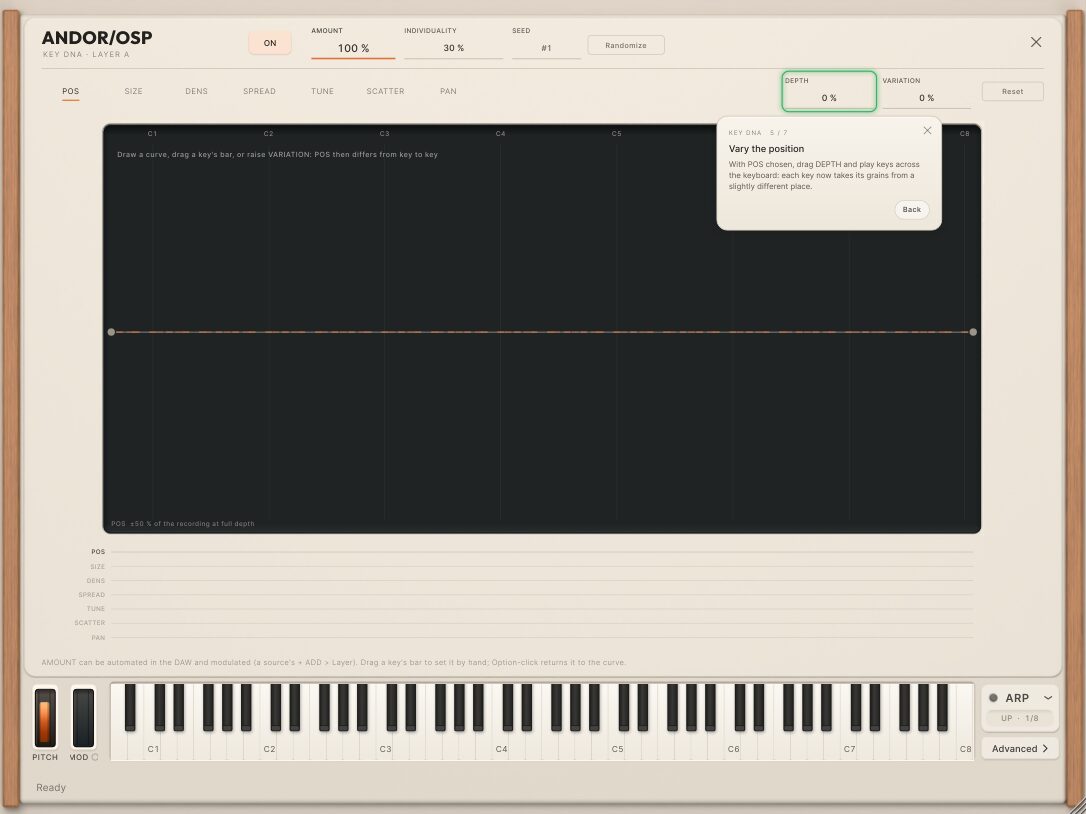 ANDOR/OSP
KEY DNA - LAYER A
ON
AMOUNT
100 %
INDIVIDUALITY
30 %
SEED
#1
Randomize
POS
SIZE
DENS
SPREAD
TUNE
SCATTER
PAN
DEPTH
0 %
VARIATION
0 %
Reset
C1
C2
C3
C4
C5
C8
Draw a curve, drag a key's bar, or raise VARIATION: POS then differs from key to key
KEY DNA 5 / 7
Vary the position
With POS chosen, drag DEPTH and play keys across
the keyboard: each key now takes its grains from a
slightly different place.
Back
POS ±50 % of the recording at full depth
POS
SIZE
DENS
SPREAD
TUNE
SCATTER
PAN
AMOUNT can be automated in the DAW and modulated (a source's + ADD > Layer). Drag a key's bar to set it by hand; Option-click returns it to the curve.
PITCH
MOD
C1
C2
C3
C4
C5
C6
C7
C8
ARP
UP · 1/8
Advanced
Ready